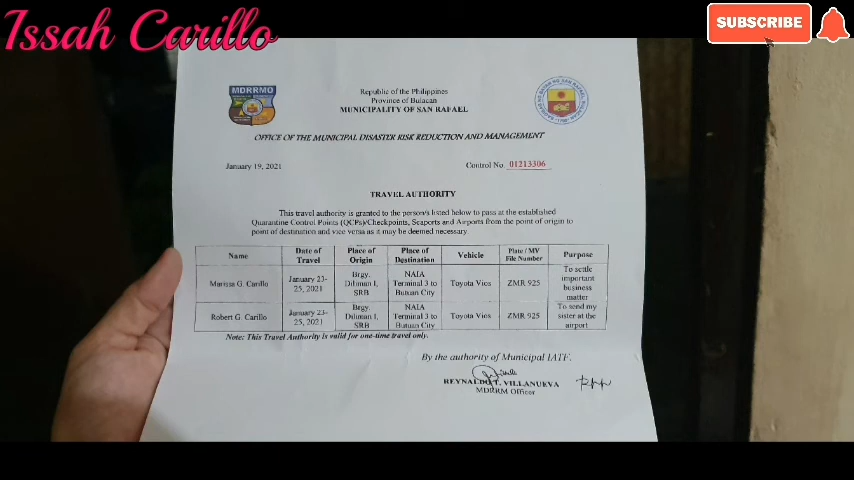 Issah Carillo
SUBSCRIBE
MDRRMO
Republic of the Philippines
Province of Bulacan
MUNICIPALITY OF SAN RAFAEL
OFFICE OF THE MUNICIPAL DISASTER RISK REDUCTION AND MANAGEMENT
January 19, 2021
Control No. 01213306
TRAVEL AUTHORITY
This travel authority is granted to the person/s listed below to pass at the established
Quarantine Control Points (QCPs)/Checkpoints, Seaports and Airports from the point of origin to
point of destination and vice versa as it may be deemed necessary
Name Date of Travel Place of Origin Place of Destination Vehicle Plate / MV File Number Purpose
Marissa G. Carillo January 23-25, 2021 Brgy. Diliman I, SRB NAIA Terminal 3 to Butuan City Toyota Vios ZMR 925 To settle important business matter
Robert G. Carillo January 23-25, 2021 Brgy. Diliman I, SRB NAIA Terminal 3 to Butuan City Toyota Vios ZMR 925 To send my sister at the airport
Note: This Travel Authority is valid for one-time travel only.
By the authority of Municipal IATF.
REYNALDO T. VILLANUEVA
MDRRM Officer